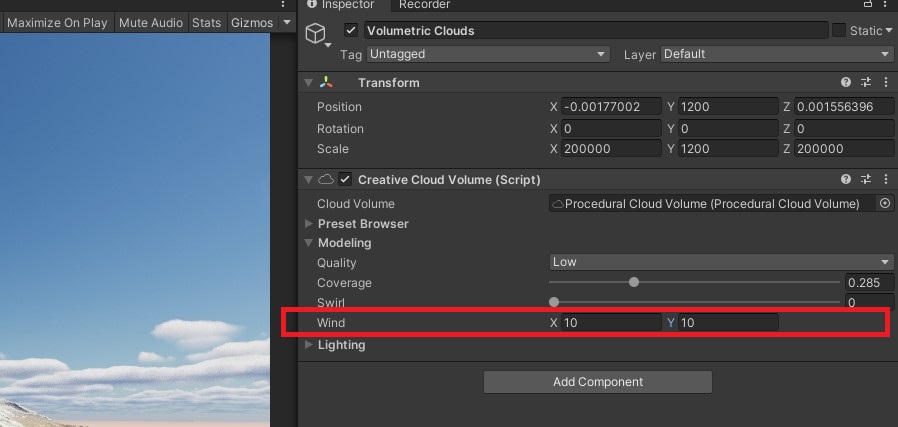 Inspector Recorder
Maximize On Play Mute Audio Stats Gizmos
Volumetric Clouds Static
Tag Untagged Layer Default
Transform
Position X -0.00177002 Y 1200 Z 0.001556396
Rotation X 0 Y 0 Z 0
Scale X 200000 Y 1200 Z 200000
Creative Cloud Volume (Script)
Cloud Volume Procedural Cloud Volume (Procedural Cloud Volume)
Preset Browser
Modeling
Quality Low
Coverage 0.285
Swirl 0
Wind X 10 Y 10
Lighting
Add Component